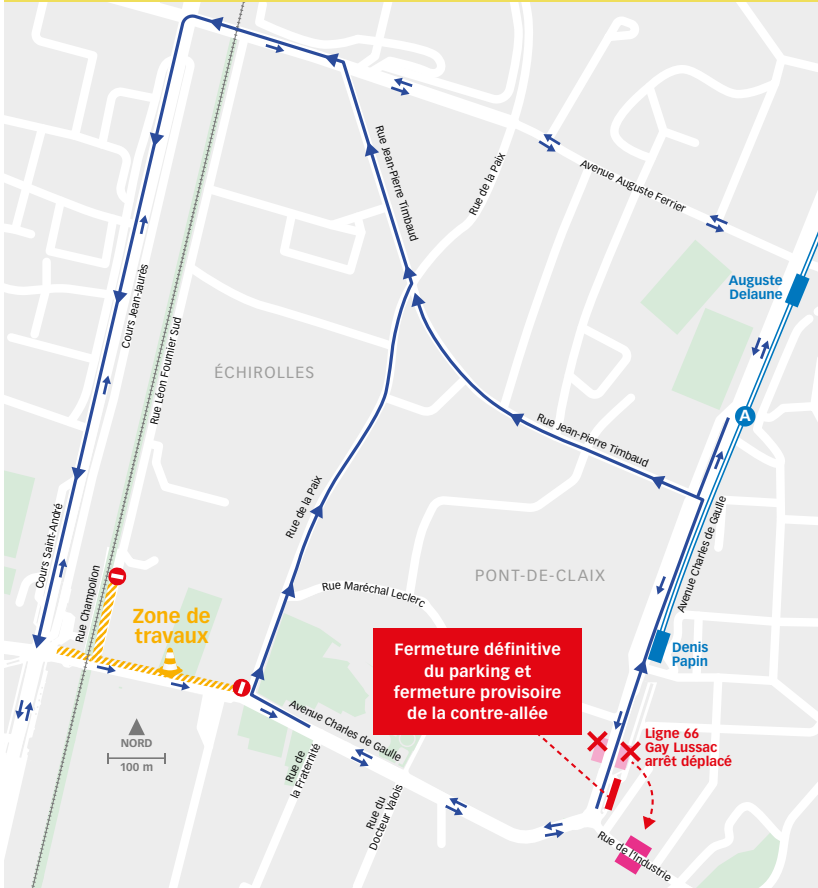 Rue Jean-Pierre Timbaud
Rue de la Paix
Avenue Auguste Ferrier
Auguste
Delaune
Cours Jean-Jaurès
Rue Léon Fournier Sud
ÉCHIROLLES
A
Rue Jean-Pierre Timbaud
Rue de la Paix
Avenue Charles de Gaulle
Cours Saint-André
Rue Champolion
PONT-DE-CLAIX
Rue Maréchal Leclerc
Zone de
travaux
Fermeture définitive
du parking et
fermeture provisoire
de la contre-allée
Denis
Papin
Avenue Charles de Gaulle
Ligne 66
Gay Lussac
arrêt déplacé
NORD
100 m
Rue de
la Fraternité
Rue du
Docteur Valois
Rue de l'Industrie